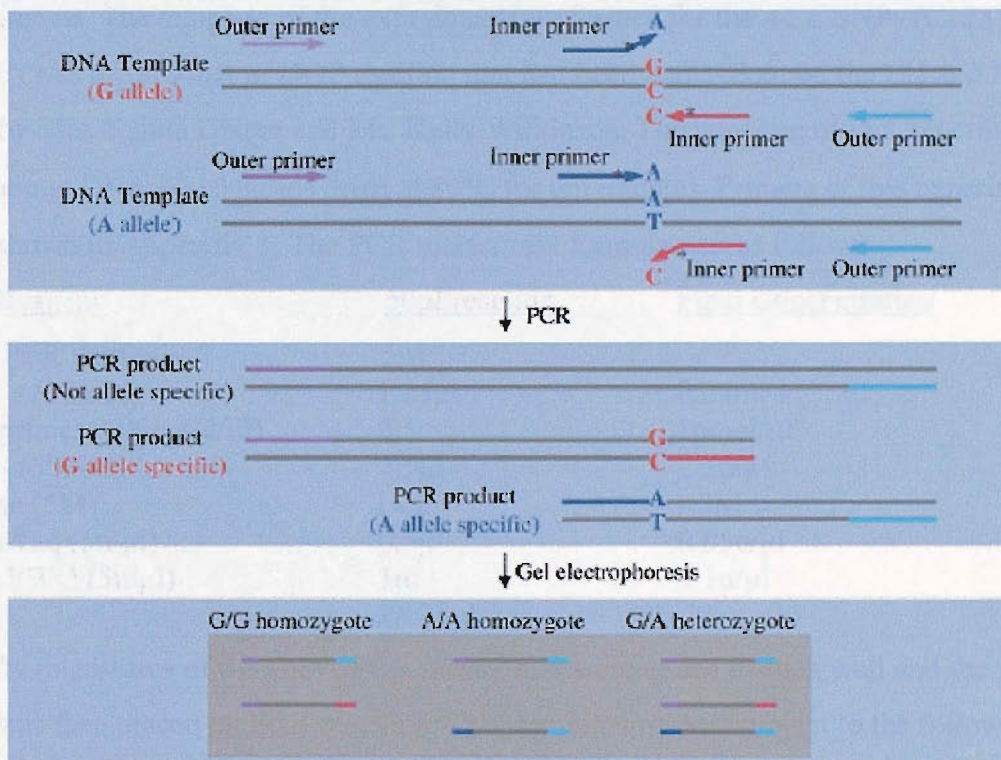 Outer primer
Inner primer
A
DNA Template
(G allele)
G
C
C
Inner primer
Outer primer
Outer primer
Inner primer
A
DNA Template
(A allele)
A
T
C
Inner primer
Outer primer
PCR
PCR product
(Not allele specific)
PCR product
(G allele specific)
G
C
PCR product
(A allele specific)
A
T
Gel electrophoresis
G/G homozygote A/A homozygote G/A heterozygote